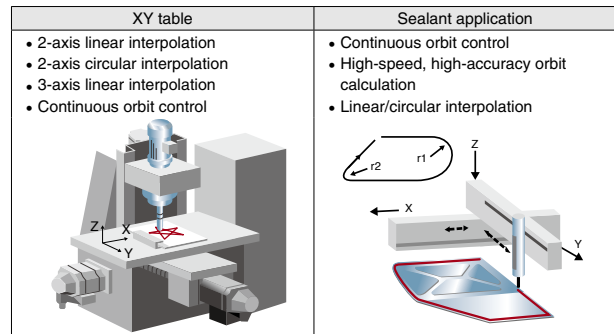 XY table
• 2-axis linear interpolation
• 2-axis circular interpolation
• 3-axis linear interpolation
• Continuous orbit control
Z
X
Y
Sealant application
• Continuous orbit control
• High-speed, high-accuracy orbit
calculation
• Linear/circular interpolation
r1
r2
Z
X
Y